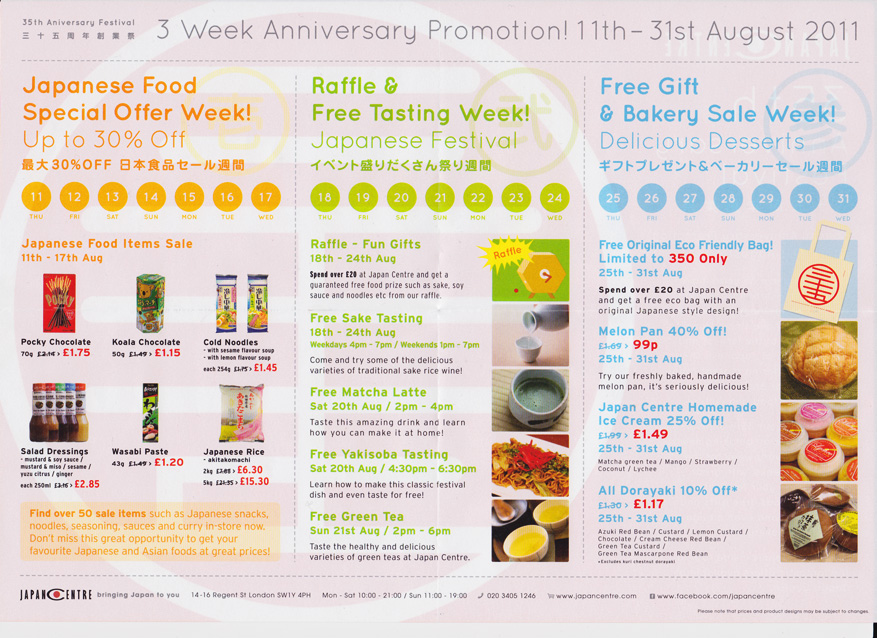 35th Aniversary Festival
三十五周年創業祭
3 Week Anniversary Promotion! 11th – 31st August 2011
Japanese Food
Special Offer Week!
Up to 30% Off
最大30%OFF 日本食品セール週間
11 12 13 14 15 16 17
THU FRI SAT SUN MON TUE WED
Japanese Food Items Sale
11th - 17th Aug
POCKY
Pocky Chocolate
70g £2.14 > £1.75
Koala Chocolate
50g £1.49 > £1.15
Cold Noodles
- with sesame flavour soup
- with lemon flavour soup
each 254g £1.75 > £1.45
Salad Dressings
- mustard & soy sauce /
mustard & miso / sesame /
yuzu citrus / ginger
each 250ml £3.16 > £2.85
Wasabi Paste
43g £1.49 > £1.20
Japanese Rice
- akitakomachi
2kg > £6.30
5kg > £15.30
Find over 50 sale items such as Japanese snacks,
noodles, seasoning, sauces and curry in-store now.
Don't miss this great opportunity to get your
favourite Japanese and Asian foods at great prices!
Raffle &
Free Tasting Week!
Japanese Festival
イベント盛りだくさん祭り週間
18 19 20 21 22 23 24
THU FRI SAT SUN MON TUE WED
Raffle - Fun Gifts
18th - 24th Aug
Spend over £20 at Japan Centre and get a
guaranteed free food prize such as sake, soy
sauce and noodles etc from our raffle.
Raffle
Free Sake Tasting
18th - 24th Aug
Weekdays 4pm - 7pm / Weekends 1pm - 7pm
Come and try some of the delicious
varieties of traditional sake rice wine!
Free Matcha Latte
Sat 20th Aug / 2pm - 4pm
Taste this amazing drink and learn
how you can make it at home!
Free Yakisoba Tasting
Sat 20th Aug / 4:30pm - 6:30pm
Learn how to make this classic festival
dish and even taste for free!
Free Green Tea
Sun 21st Aug / 2pm - 6pm
Taste the healthy and delicious
varieties of green teas at Japan Centre.
Free Gift
& Bakery Sale Week!
Delicious Desserts
ギフトプレゼント&ベーカリーセール週間
25 26 27 28 29 30 31
THU FRI SAT SUN MON TUE WED
Free Original Eco Friendly Bag!
Limited to 350 Only
25th - 31st Aug
Spend over £20 at Japan Centre
and get a free eco bag with an
original Japanese style design!
Melon Pan 40% Off!
£1.69 > 99p
25th - 31st Aug
Try our freshly baked, handmade
melon pan, it's seriously delicious!
Japan Centre Homemade
Ice Cream 25% Off!
£1.99 > £1.49
25th - 31st Aug
Matcha green tea / Mango / Strawberry /
Coconut / Lychee
All Dorayaki 10% Off*
£1.30 > £1.17
25th - 31st Aug
Azuki Red Bean / Custard / Lemon Custard /
Chocolate / Cream Cheese Red Bean /
Green Tea Custard /
Green Tea Mascarpone Red Bean
*Excludes kuri chestnut dorayaki
JAPAN CENTRE bringing Japan to you 14-16 Regent St London SW1Y 4PH Mon - Sat 10:00 - 21:00 / Sun 11:00 - 19:00 020 3405 1246 www.japancentre.com www.facebook.com/japancentre
Please note that prices and product designs may be subject to changes.